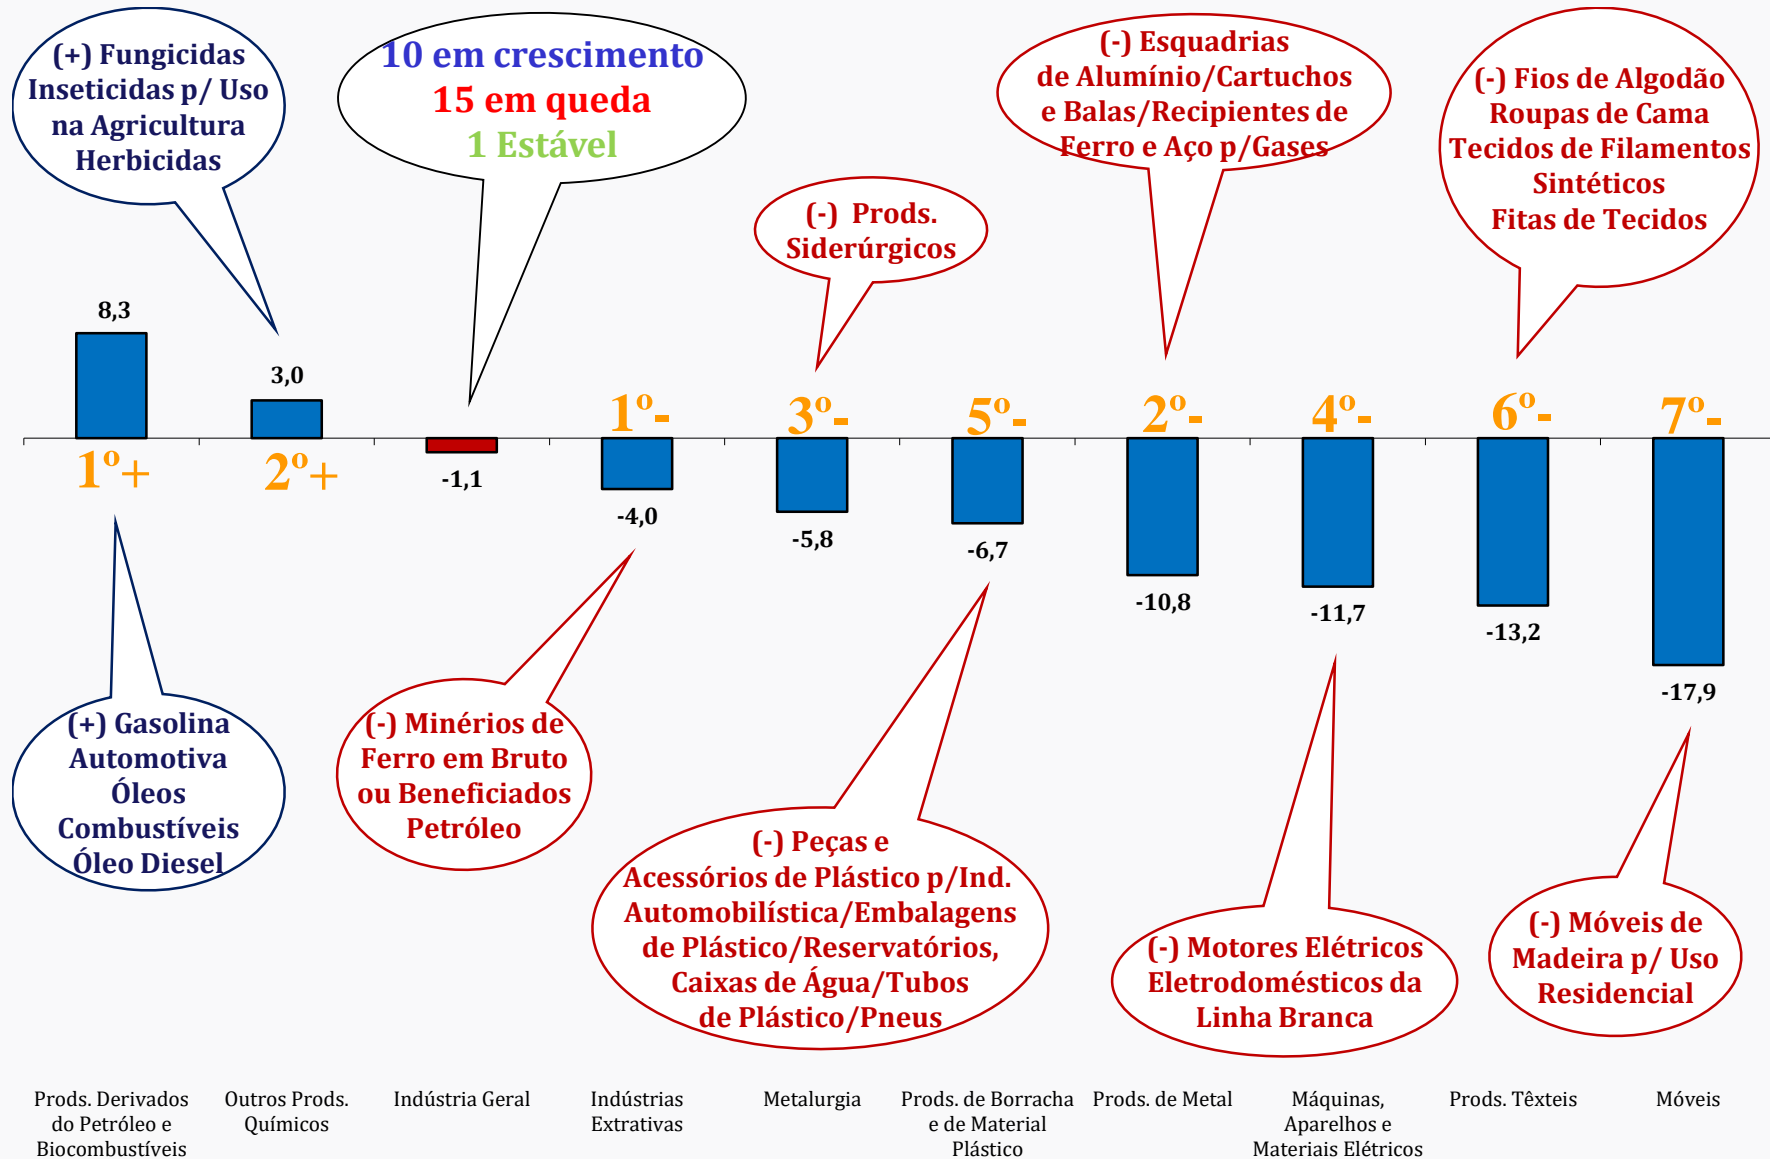 (+) Fungicidas
Inseticidas p/ Uso
na Agricultura
Herbicidas
10 em crescimento
15 em queda
1 Estável
(-) Esquadrias
de Alumínio/Cartuchos
e Balas/Recipientes de
Ferro e Aço p/Gases
(-) Fios de Algodão
Roupas de Cama
Tecidos de Filamentos
Sintéticos
Fitas de Tecidos
(-) Prods.
Siderúrgicos
8,3
3,0
-1,1
-4,0
-5,8
-6,7
-10,8
-11,7
-13,2
-17,9
1º+
2º+
1º-
3º-
5º-
2º-
4º-
6º-
7º-
(+) Gasolina
Automotiva
Óleos
Combustíveis
Óleo Diesel
(-) Minérios de
Ferro em Bruto
ou Beneficiados
Petróleo
(-) Peças e
Acessórios de Plástico p/Ind.
Automobilística/Embalagens
de Plástico/Reservatórios,
Caixas de Água/Tubos
de Plástico/Pneus
(-) Motores Elétricos
Eletrodomésticos da
Linha Branca
(-) Móveis de
Madeira p/ Uso
Residencial
Prods. Derivados
do Petróleo e
Biocombustíveis
Outros Prods.
Químicos
Indústria Geral
Indústrias
Extrativas
Metalurgia
Prods. de Borracha
e de Material
Plástico
Prods. de Metal
Máquinas,
Aparelhos e
Materiais Elétricos
Prods. Têxteis
Móveis